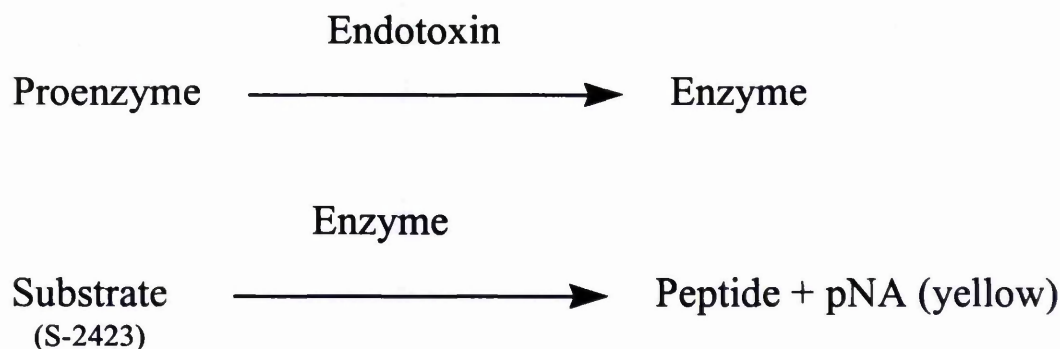 Endotoxin
Proenzyme Enzyme
Enzyme
Substrate Peptide + pNA (yellow)
(S-2423)